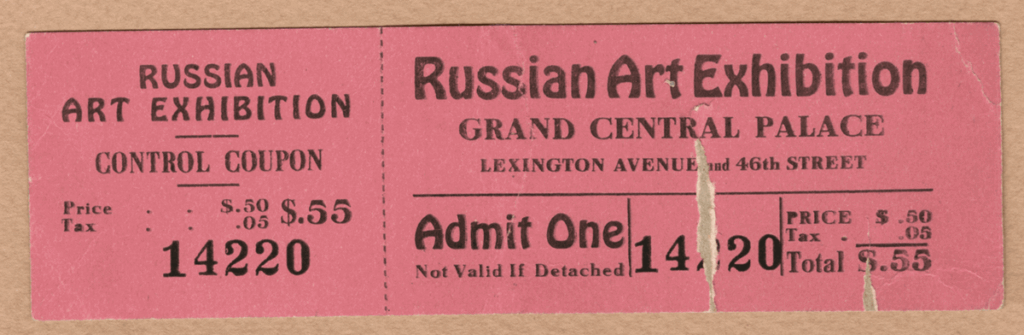 RUSSIAN
ART EXHIBITION
CONTROL COUPON
Price . . $.50 $.55
Tax . . .05
14220
Russian Art Exhibition
GRAND CENTRAL PALACE
LEXINGTON AVENUE and 46th STREET
Admit One
Not Valid If Detached
14220
PRICE $ .50
Tax . .05
Total $.55